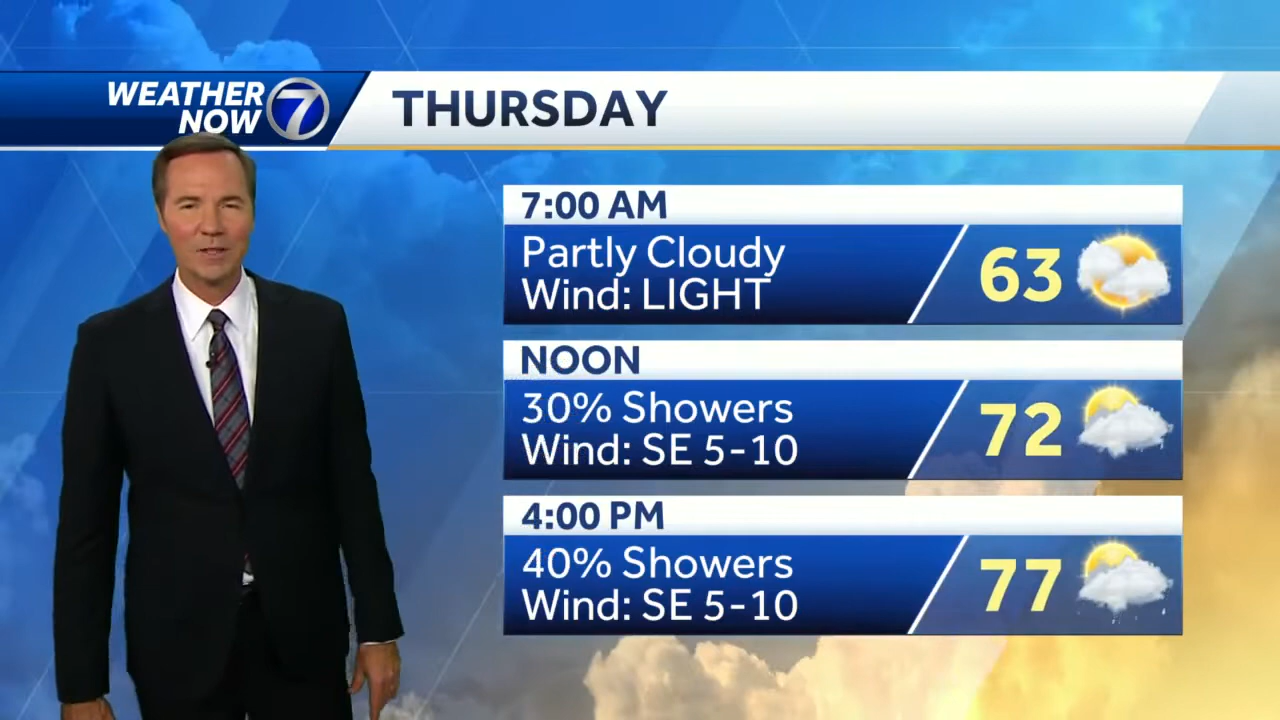 WEATHER
NOW 7
THURSDAY
7:00 AM
Partly Cloudy
Wind: LIGHT
63
NOON
30% Showers
Wind: SE 5-10
72
4:00 PM
40% Showers
Wind: SE 5-10
77